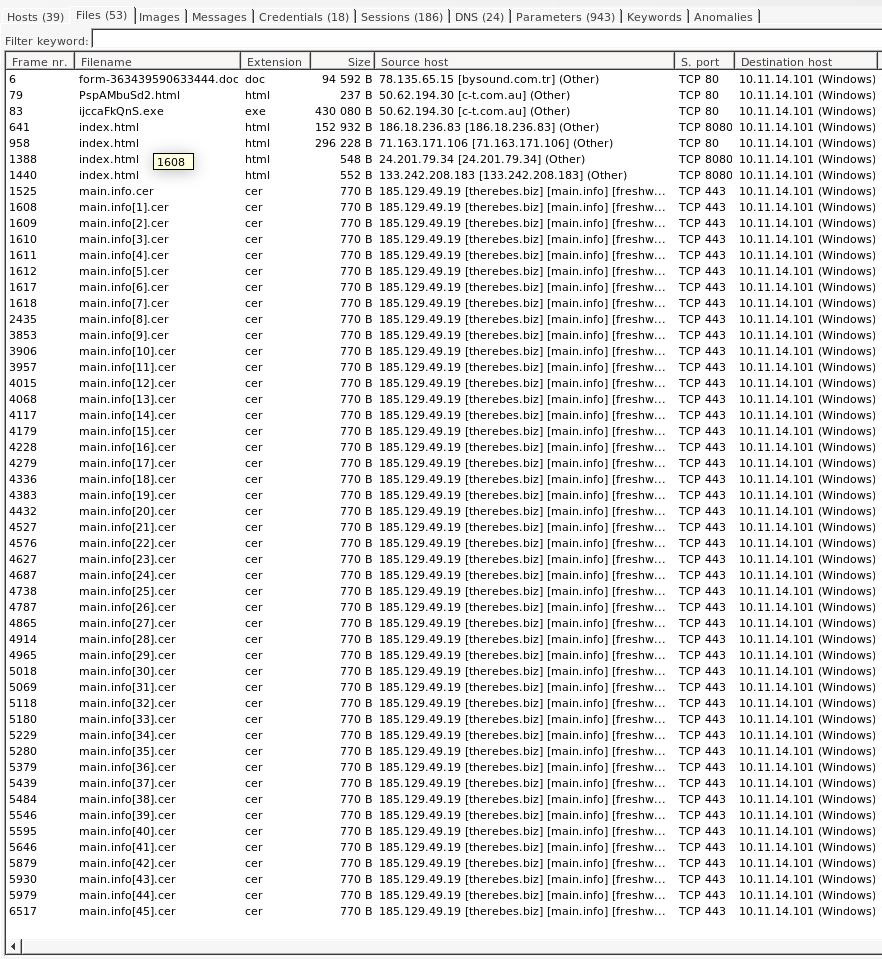 Hosts (39) Files (53) Images Messages Credentials (18) Sessions (186) DNS (24) Parameters (943) Keywords Anomalies
Filter keyword:
Frame nr. Filename Extension Size Source host S. port Destination host
6 form-363439590633444.doc doc 94 592 B 78.135.65.15 [bysound.com.tr] (Other) TCP 80 10.11.14.101 (Windows)
79 PspAMbuSd2.html html 237 B 50.62.194.30 [c-t.com.au] (Other) TCP 80 10.11.14.101 (Windows)
83 ijccaFkQnS.exe exe 430 080 B 50.62.194.30 [c-t.com.au] (Other) TCP 80 10.11.14.101 (Windows)
641 index.html html 152 932 B 186.18.236.83 [186.18.236.83] (Other) TCP 8080 10.11.14.101 (Windows)
958 index.html html 296 228 B 71.163.171.106 [71.163.171.106] (Other) TCP 80 10.11.14.101 (Windows)
1388 index.html html 548 B 24.201.79.34 [24.201.79.34] (Other) TCP 8080 10.11.14.101 (Windows)
1608
1440 index.html html 552 B 133.242.208.183 [133.242.208.183] (Other) TCP 8080 10.11.14.101 (Windows)
1525 main.info.cer cer 770 B 185.129.49.19 [therebes.biz] [main.info] [freshw... TCP 443 10.11.14.101 (Windows)
1608 main.info[1].cer cer 770 B 185.129.49.19 [therebes.biz] [main.info] [freshw... TCP 443 10.11.14.101 (Windows)
1609 main.info[2].cer cer 770 B 185.129.49.19 [therebes.biz] [main.info] [freshw... TCP 443 10.11.14.101 (Windows)
1610 main.info[3].cer cer 770 B 185.129.49.19 [therebes.biz] [main.info] [freshw... TCP 443 10.11.14.101 (Windows)
1611 main.info[4].cer cer 770 B 185.129.49.19 [therebes.biz] [main.info] [freshw... TCP 443 10.11.14.101 (Windows)
1612 main.info[5].cer cer 770 B 185.129.49.19 [therebes.biz] [main.info] [freshw... TCP 443 10.11.14.101 (Windows)
1617 main.info[6].cer cer 770 B 185.129.49.19 [therebes.biz] [main.info] [freshw... TCP 443 10.11.14.101 (Windows)
1618 main.info[7].cer cer 770 B 185.129.49.19 [therebes.biz] [main.info] [freshw... TCP 443 10.11.14.101 (Windows)
2435 main.info[8].cer cer 770 B 185.129.49.19 [therebes.biz] [main.info] [freshw... TCP 443 10.11.14.101 (Windows)
3853 main.info[9].cer cer 770 B 185.129.49.19 [therebes.biz] [main.info] [freshw... TCP 443 10.11.14.101 (Windows)
3906 main.info[10].cer cer 770 B 185.129.49.19 [therebes.biz] [main.info] [freshw... TCP 443 10.11.14.101 (Windows)
3957 main.info[11].cer cer 770 B 185.129.49.19 [therebes.biz] [main.info] [freshw... TCP 443 10.11.14.101 (Windows)
4015 main.info[12].cer cer 770 B 185.129.49.19 [therebes.biz] [main.info] [freshw... TCP 443 10.11.14.101 (Windows)
4068 main.info[13].cer cer 770 B 185.129.49.19 [therebes.biz] [main.info] [freshw... TCP 443 10.11.14.101 (Windows)
4117 main.info[14].cer cer 770 B 185.129.49.19 [therebes.biz] [main.info] [freshw... TCP 443 10.11.14.101 (Windows)
4179 main.info[15].cer cer 770 B 185.129.49.19 [therebes.biz] [main.info] [freshw... TCP 443 10.11.14.101 (Windows)
4228 main.info[16].cer cer 770 B 185.129.49.19 [therebes.biz] [main.info] [freshw... TCP 443 10.11.14.101 (Windows)
4279 main.info[17].cer cer 770 B 185.129.49.19 [therebes.biz] [main.info] [freshw... TCP 443 10.11.14.101 (Windows)
4336 main.info[18].cer cer 770 B 185.129.49.19 [therebes.biz] [main.info] [freshw... TCP 443 10.11.14.101 (Windows)
4383 main.info[19].cer cer 770 B 185.129.49.19 [therebes.biz] [main.info] [freshw... TCP 443 10.11.14.101 (Windows)
4432 main.info[20].cer cer 770 B 185.129.49.19 [therebes.biz] [main.info] [freshw... TCP 443 10.11.14.101 (Windows)
4527 main.info[21].cer cer 770 B 185.129.49.19 [therebes.biz] [main.info] [freshw... TCP 443 10.11.14.101 (Windows)
4576 main.info[22].cer cer 770 B 185.129.49.19 [therebes.biz] [main.info] [freshw... TCP 443 10.11.14.101 (Windows)
4627 main.info[23].cer cer 770 B 185.129.49.19 [therebes.biz] [main.info] [freshw... TCP 443 10.11.14.101 (Windows)
4687 main.info[24].cer cer 770 B 185.129.49.19 [therebes.biz] [main.info] [freshw... TCP 443 10.11.14.101 (Windows)
4738 main.info[25].cer cer 770 B 185.129.49.19 [therebes.biz] [main.info] [freshw... TCP 443 10.11.14.101 (Windows)
4787 main.info[26].cer cer 770 B 185.129.49.19 [therebes.biz] [main.info] [freshw... TCP 443 10.11.14.101 (Windows)
4865 main.info[27].cer cer 770 B 185.129.49.19 [therebes.biz] [main.info] [freshw... TCP 443 10.11.14.101 (Windows)
4914 main.info[28].cer cer 770 B 185.129.49.19 [therebes.biz] [main.info] [freshw... TCP 443 10.11.14.101 (Windows)
4965 main.info[29].cer cer 770 B 185.129.49.19 [therebes.biz] [main.info] [freshw... TCP 443 10.11.14.101 (Windows)
5018 main.info[30].cer cer 770 B 185.129.49.19 [therebes.biz] [main.info] [freshw... TCP 443 10.11.14.101 (Windows)
5069 main.info[31].cer cer 770 B 185.129.49.19 [therebes.biz] [main.info] [freshw... TCP 443 10.11.14.101 (Windows)
5118 main.info[32].cer cer 770 B 185.129.49.19 [therebes.biz] [main.info] [freshw... TCP 443 10.11.14.101 (Windows)
5180 main.info[33].cer cer 770 B 185.129.49.19 [therebes.biz] [main.info] [freshw... TCP 443 10.11.14.101 (Windows)
5229 main.info[34].cer cer 770 B 185.129.49.19 [therebes.biz] [main.info] [freshw... TCP 443 10.11.14.101 (Windows)
5280 main.info[35].cer cer 770 B 185.129.49.19 [therebes.biz] [main.info] [freshw... TCP 443 10.11.14.101 (Windows)
5379 main.info[36].cer cer 770 B 185.129.49.19 [therebes.biz] [main.info] [freshw... TCP 443 10.11.14.101 (Windows)
5439 main.info[37].cer cer 770 B 185.129.49.19 [therebes.biz] [main.info] [freshw... TCP 443 10.11.14.101 (Windows)
5484 main.info[38].cer cer 770 B 185.129.49.19 [therebes.biz] [main.info] [freshw... TCP 443 10.11.14.101 (Windows)
5546 main.info[39].cer cer 770 B 185.129.49.19 [therebes.biz] [main.info] [freshw... TCP 443 10.11.14.101 (Windows)
5595 main.info[40].cer cer 770 B 185.129.49.19 [therebes.biz] [main.info] [freshw... TCP 443 10.11.14.101 (Windows)
5646 main.info[41].cer cer 770 B 185.129.49.19 [therebes.biz] [main.info] [freshw... TCP 443 10.11.14.101 (Windows)
5879 main.info[42].cer cer 770 B 185.129.49.19 [therebes.biz] [main.info] [freshw... TCP 443 10.11.14.101 (Windows)
5930 main.info[43].cer cer 770 B 185.129.49.19 [therebes.biz] [main.info] [freshw... TCP 443 10.11.14.101 (Windows)
5979 main.info[44].cer cer 770 B 185.129.49.19 [therebes.biz] [main.info] [freshw... TCP 443 10.11.14.101 (Windows)
6517 main.info[45].cer cer 770 B 185.129.49.19 [therebes.biz] [main.info] [freshw... TCP 443 10.11.14.101 (Windows)